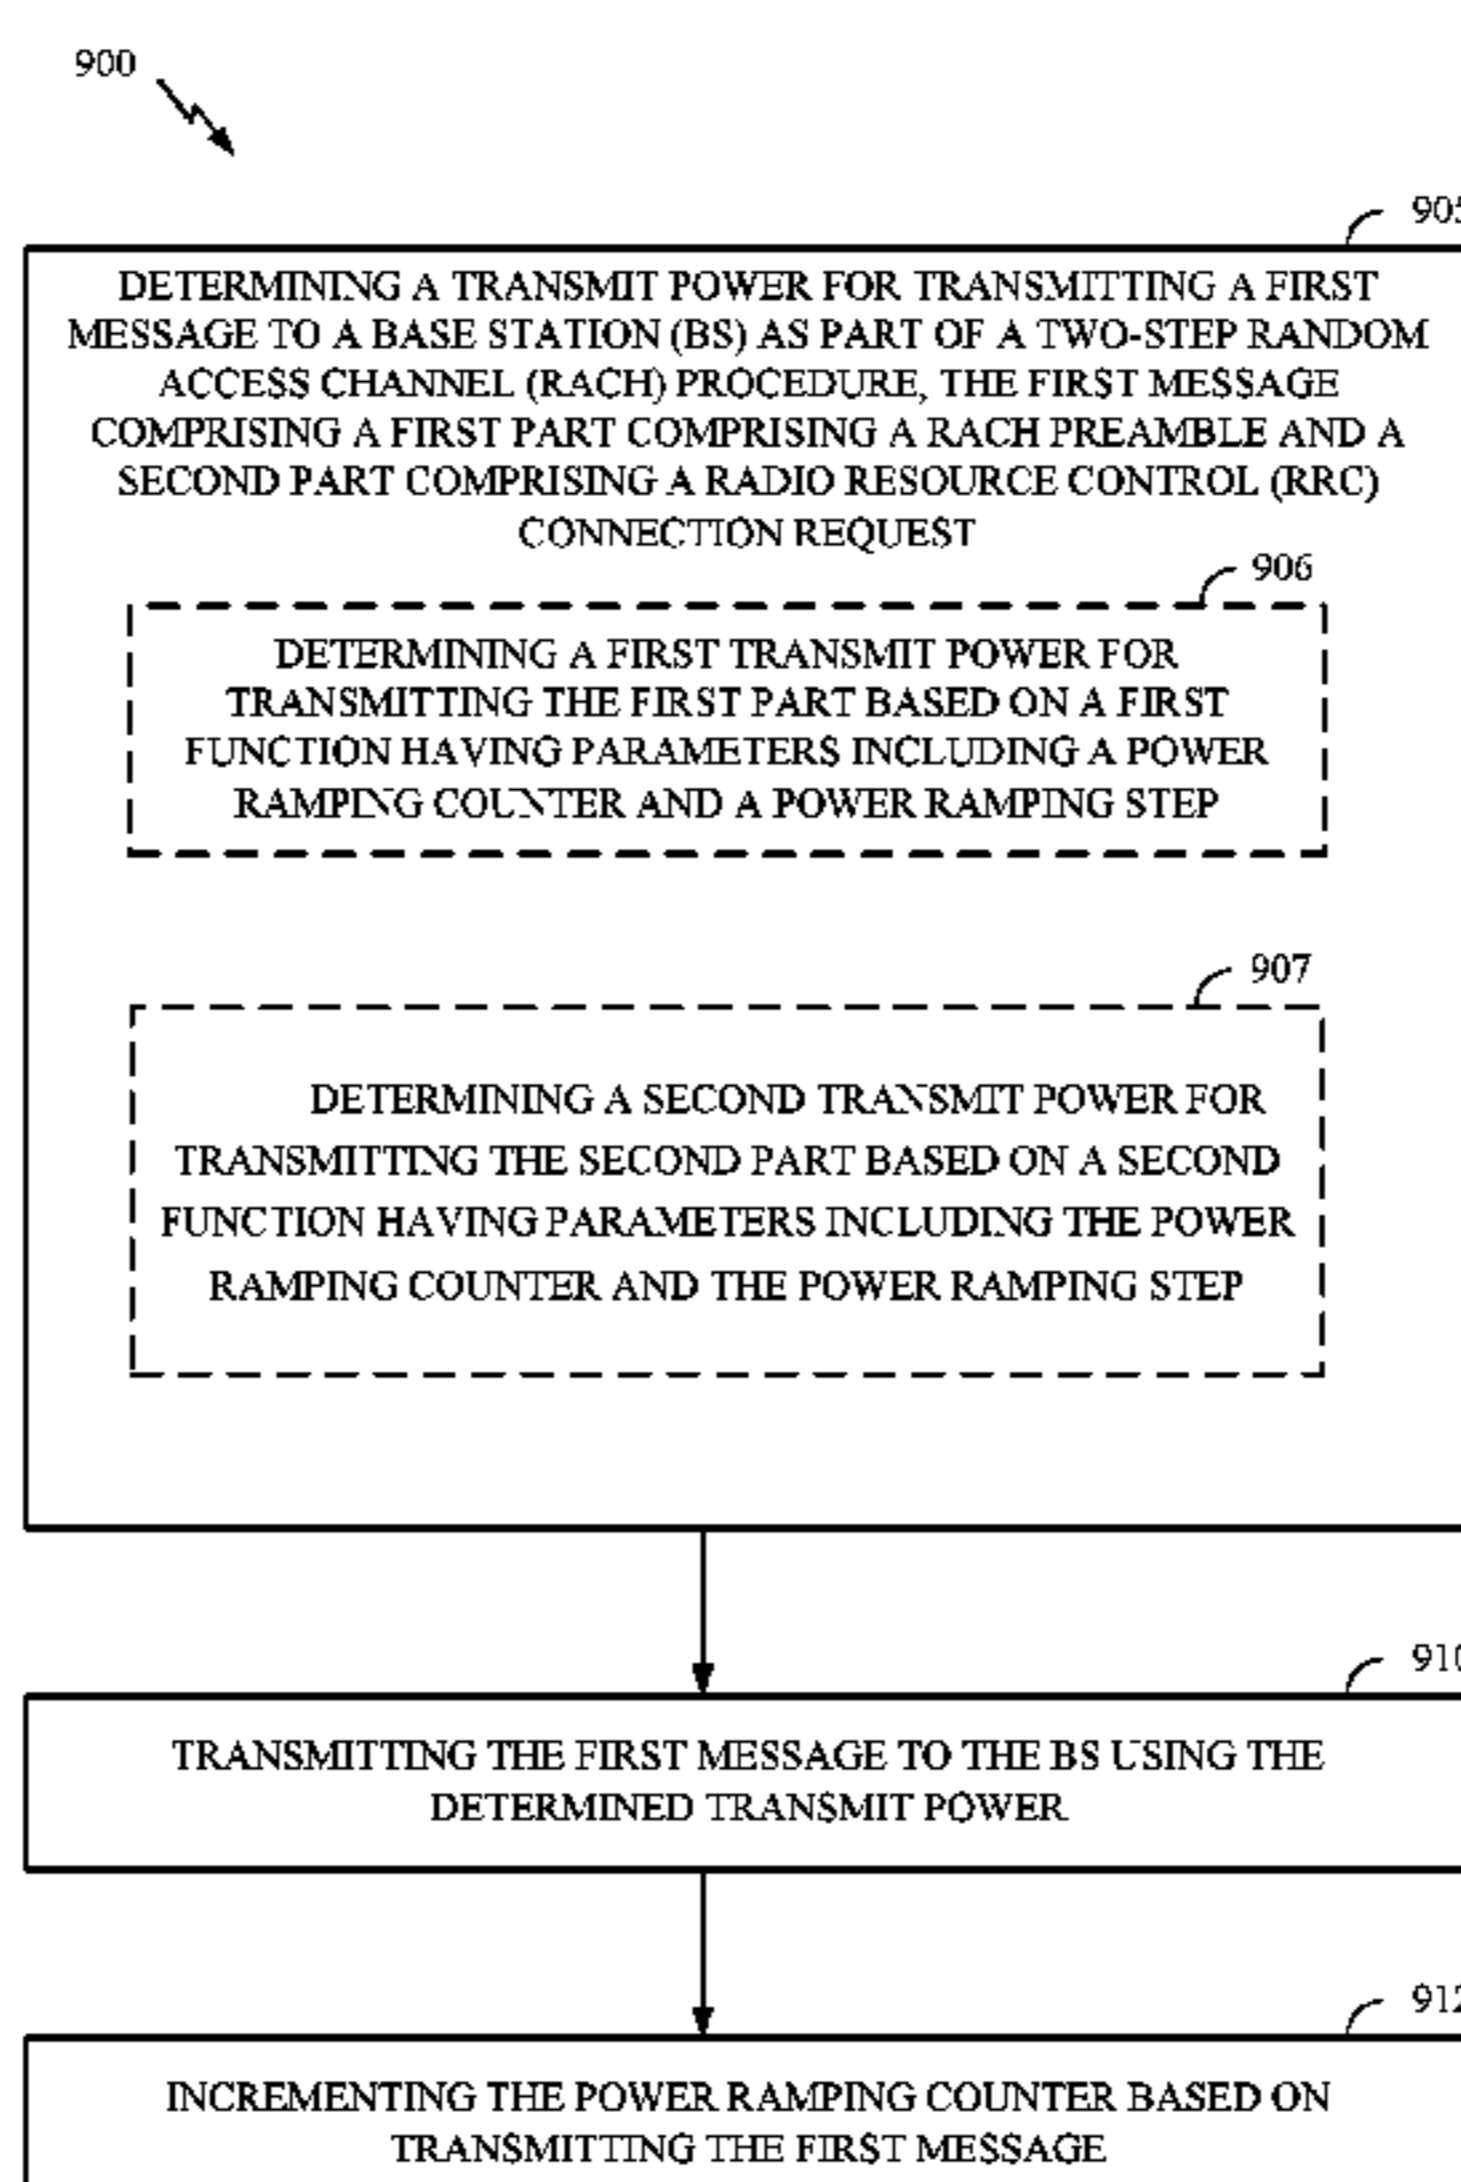 900
905
DETERMINING A TRANSMIT POWER FOR TRANSMITTING A FIRST
MESSAGE TO A BASE STATION (BS) AS PART OF A TWO-STEP RANDOM
ACCESS CHANNEL (RACH) PROCEDURE, THE FIRST MESSAGE
COMPRISING A FIRST PART COMPRISING A RACH PREAMBLE AND A
SECOND PART COMPRISING A RADIO RESOURCE CONTROL (RRC)
CONNECTION REQUEST
906
DETERMINING A FIRST TRANSMIT POWER FOR
TRANSMITTING THE FIRST PART BASED ON A FIRST
FUNCTION HAVING PARAMETERS INCLUDING A POWER
RAMPING COUNTER AND A POWER RAMPING STEP
907
DETERMINING A SECOND TRANSMIT POWER FOR
TRANSMITTING THE SECOND PART BASED ON A SECOND
FUNCTION HAVING PARAMETERS INCLUDING THE POWER
RAMPING COUNTER AND THE POWER RAMPING STEP
910
TRANSMITTING THE FIRST MESSAGE TO THE BS USING THE
DETERMINED TRANSMIT POWER
912
INCREMENTING THE POWER RAMPING COUNTER BASED ON
TRANSMITTING THE FIRST MESSAGE